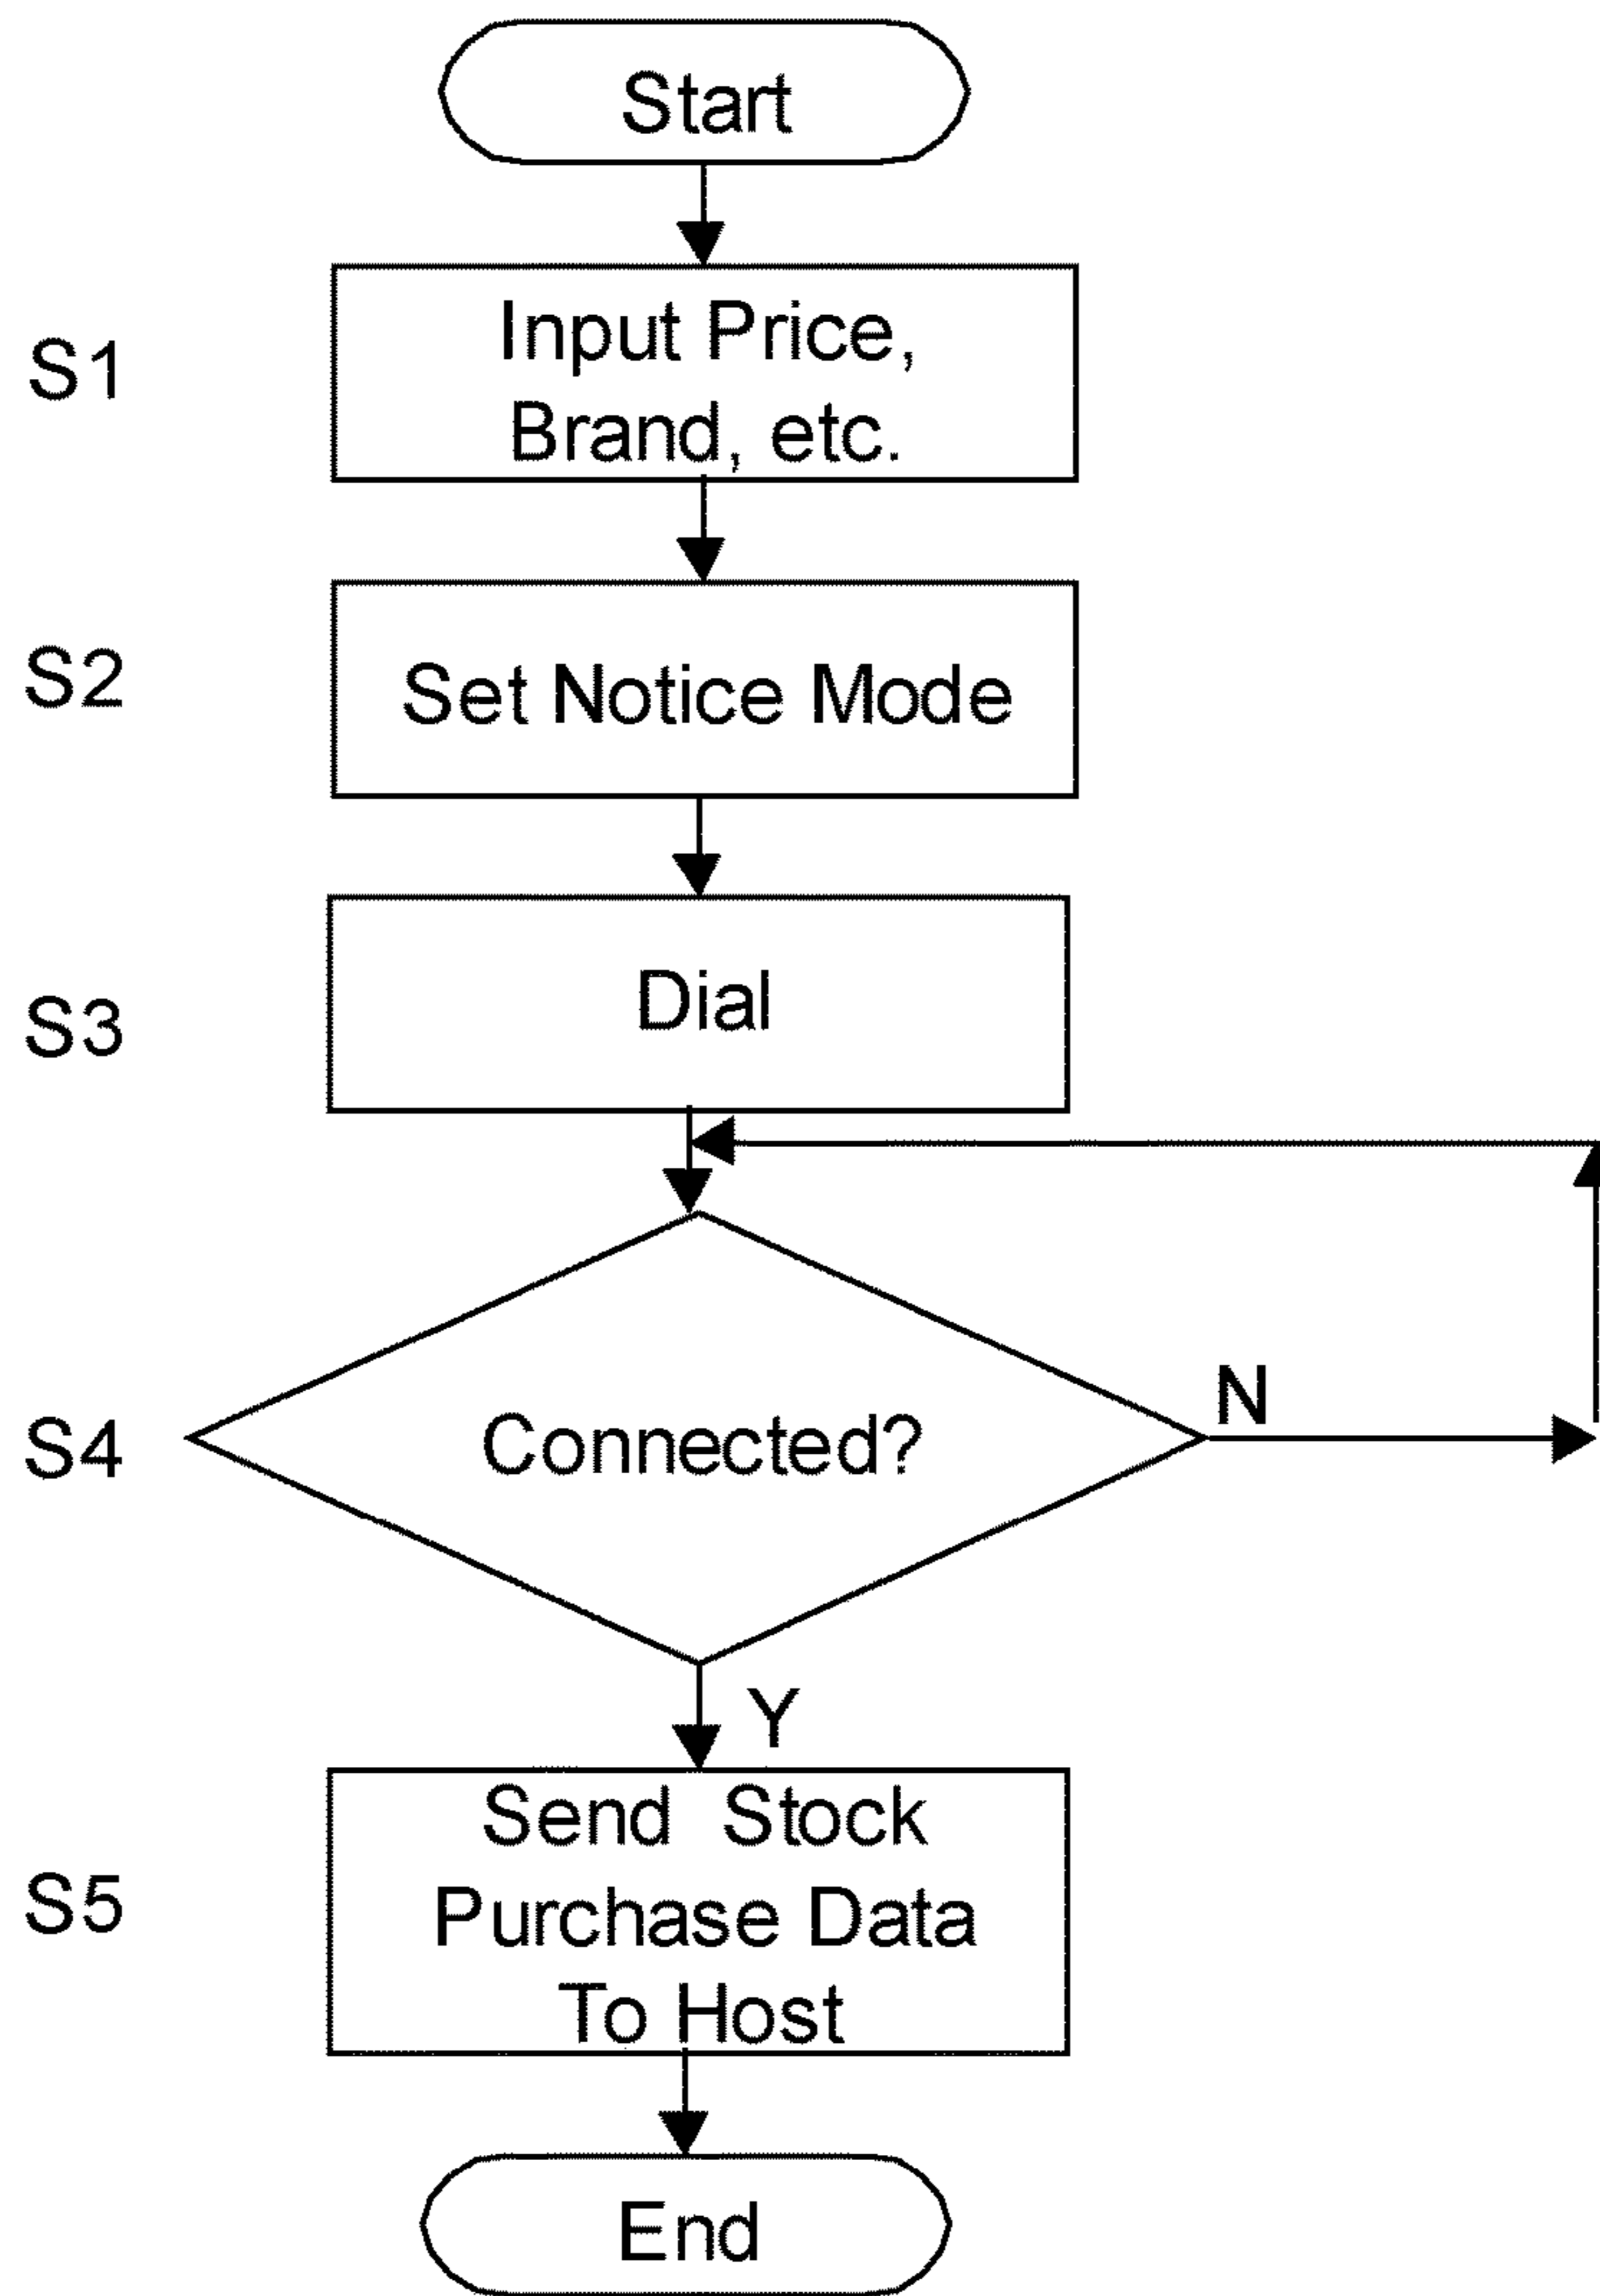 Start
S1
Input Price,
Brand, etc.
S2
Set Notice Mode
S3
Dial
S4
Connected?
N
Y
S5
Send Stock
Purchase Data
To Host
End